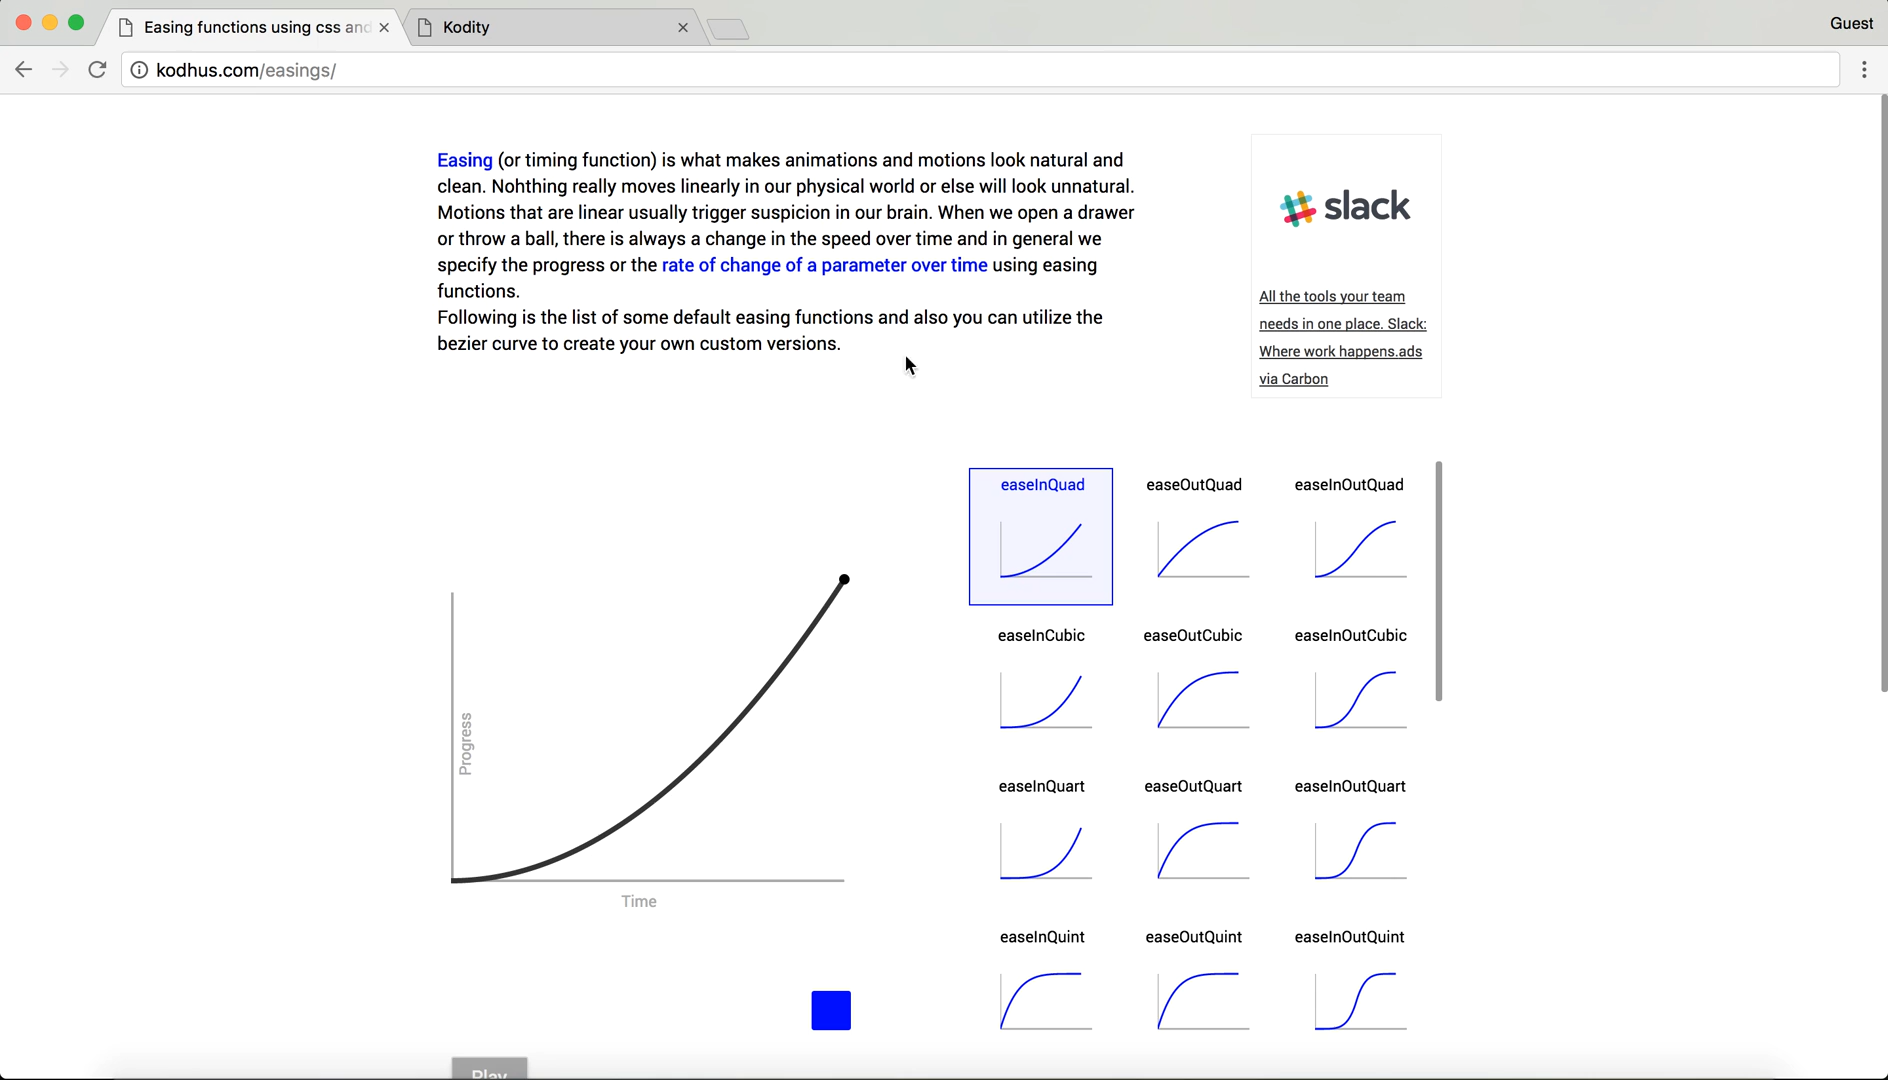 Easing functions using css and
Kodity
Guest
kodhus.com/easings/
Easing (or timing function) is what makes animations and motions look natural and
clean. Nohthing really moves linearly in our physical world or else will look unnatural.
Motions that are linear usually trigger suspicion in our brain. When we open a drawer
or throw a ball, there is always a change in the speed over time and in general we
specify the progress or the rate of change of a parameter over time using easing
functions.
Following is the list of some default easing functions and also you can utilize the
bezier curve to create your own custom versions.
slack
All the tools your team
needs in one place. Slack:
Where work happens.ads
via Carbon
easeInQuad
easeOutQuad
easeInOutQuad
easeInCubic
easeOutCubic
easeInOutCubic
easeInQuart
easeOutQuart
easeInOutQuart
easeInQuint
easeOutQuint
easeInOutQuint
Progress
Time
Play